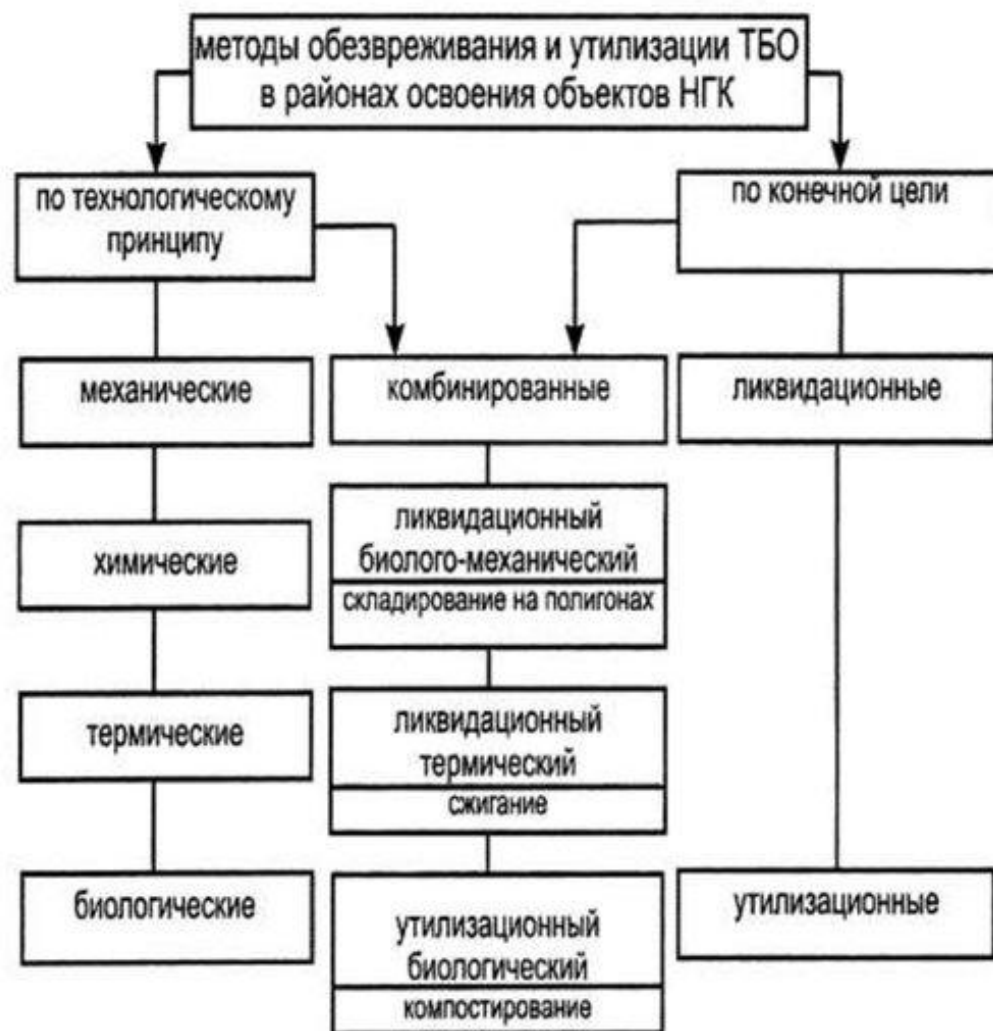 методы обезвреживания и утилизации ТБО
в районах освоения объектов НГК
по технологическому
принципу
по конечной цели
механические
комбинированные
ликвидационные
ликвидационный
биолого-механический
складирование на полигонах
химические
ликвидационный
термический
сжигание
термические
биологические
утилизационный
биологический
компостирование
утилизационные